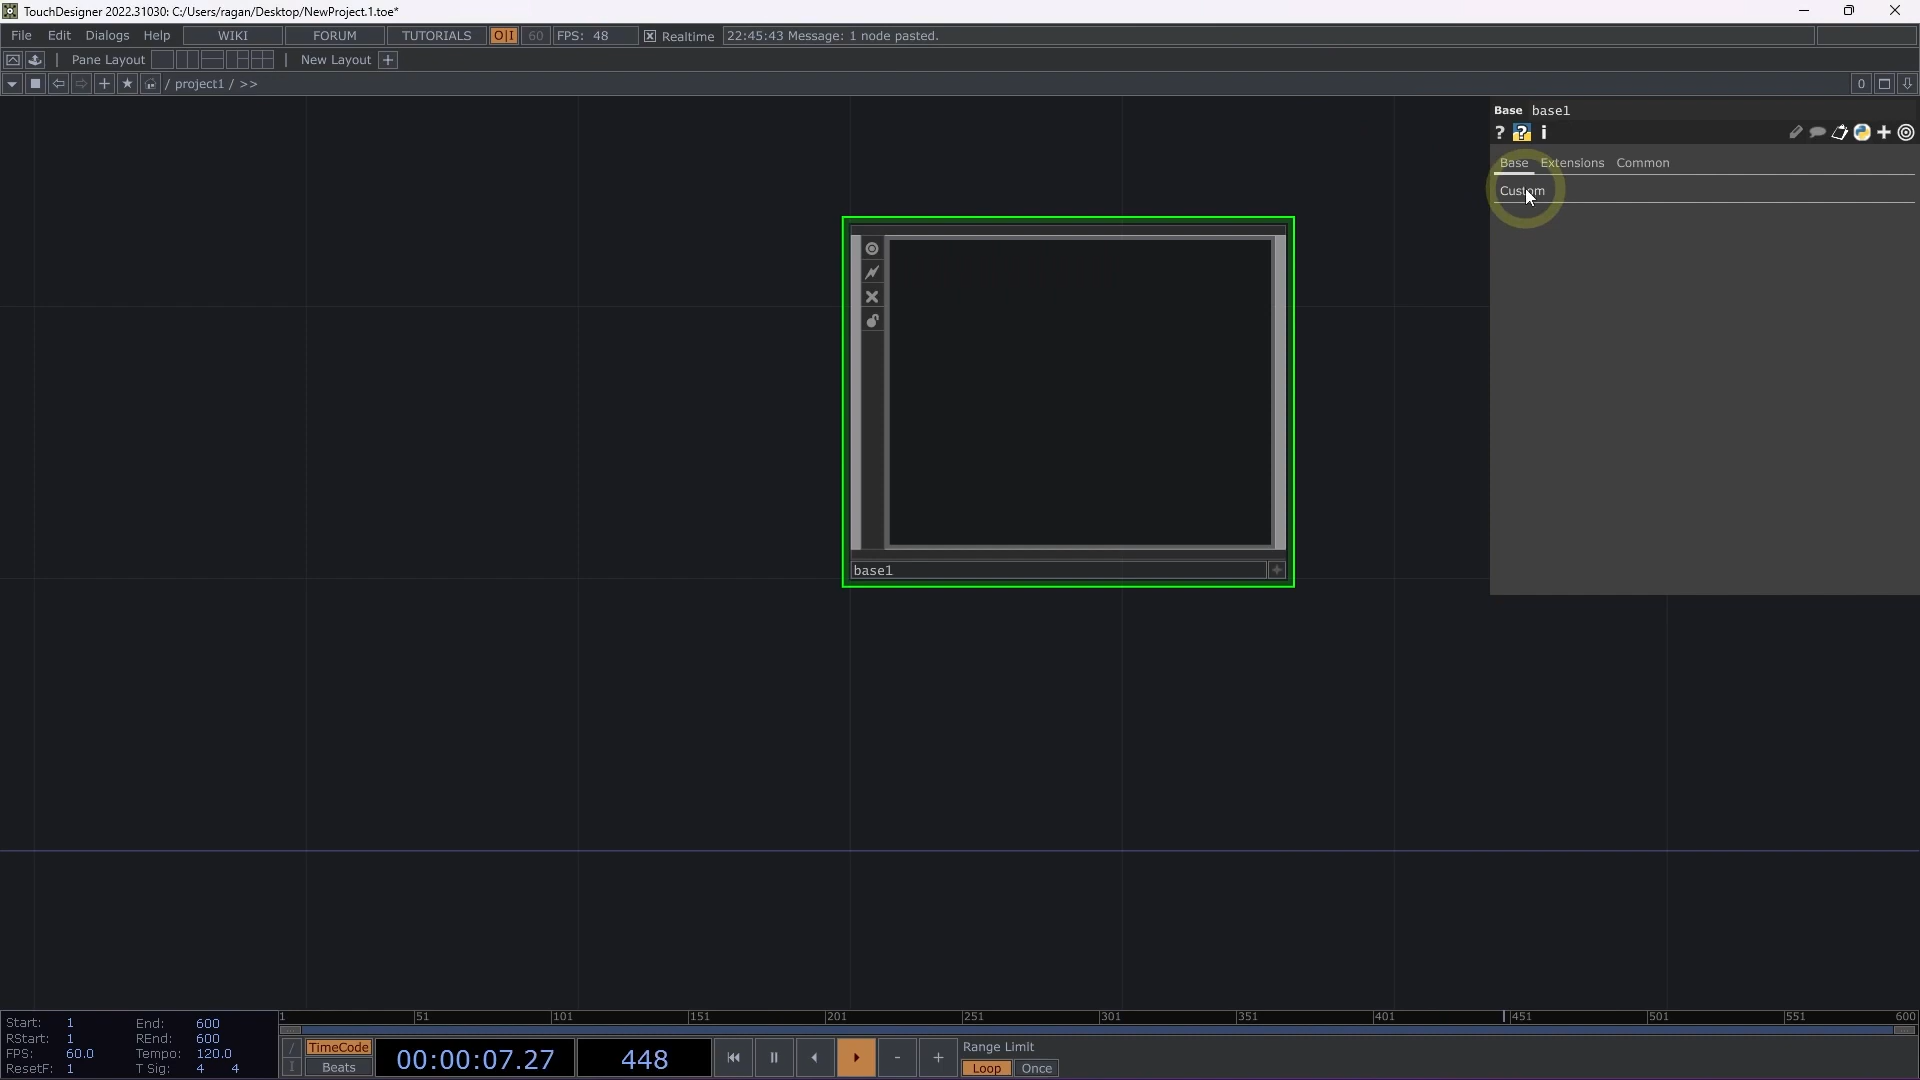 TouchDesigner 2022.31030: C:/Users/ragan/Desktop/NewProject.1.toe*
File Edit Dialogs Help WIKI FORUM TUTORIALS O|I 60 FPS: 48 Realtime 22:45:43 Message: 1 node pasted.
Pane Layout New Layout +
/ project1 / >> 0
Base base1
? ? i
Base Extensions Common
Custom
base1
1 51 101 151 201 251 301 351 401 451 501 551 600
Start: 1 End: 600
RStart: 1 REnd: 600
FPS: 60.0 Tempo: 120.0
ResetF: 1 T Sig: 4 4
/ TimeCode
I Beats
00:00:07.27 448 - +
Range Limit
Loop Once